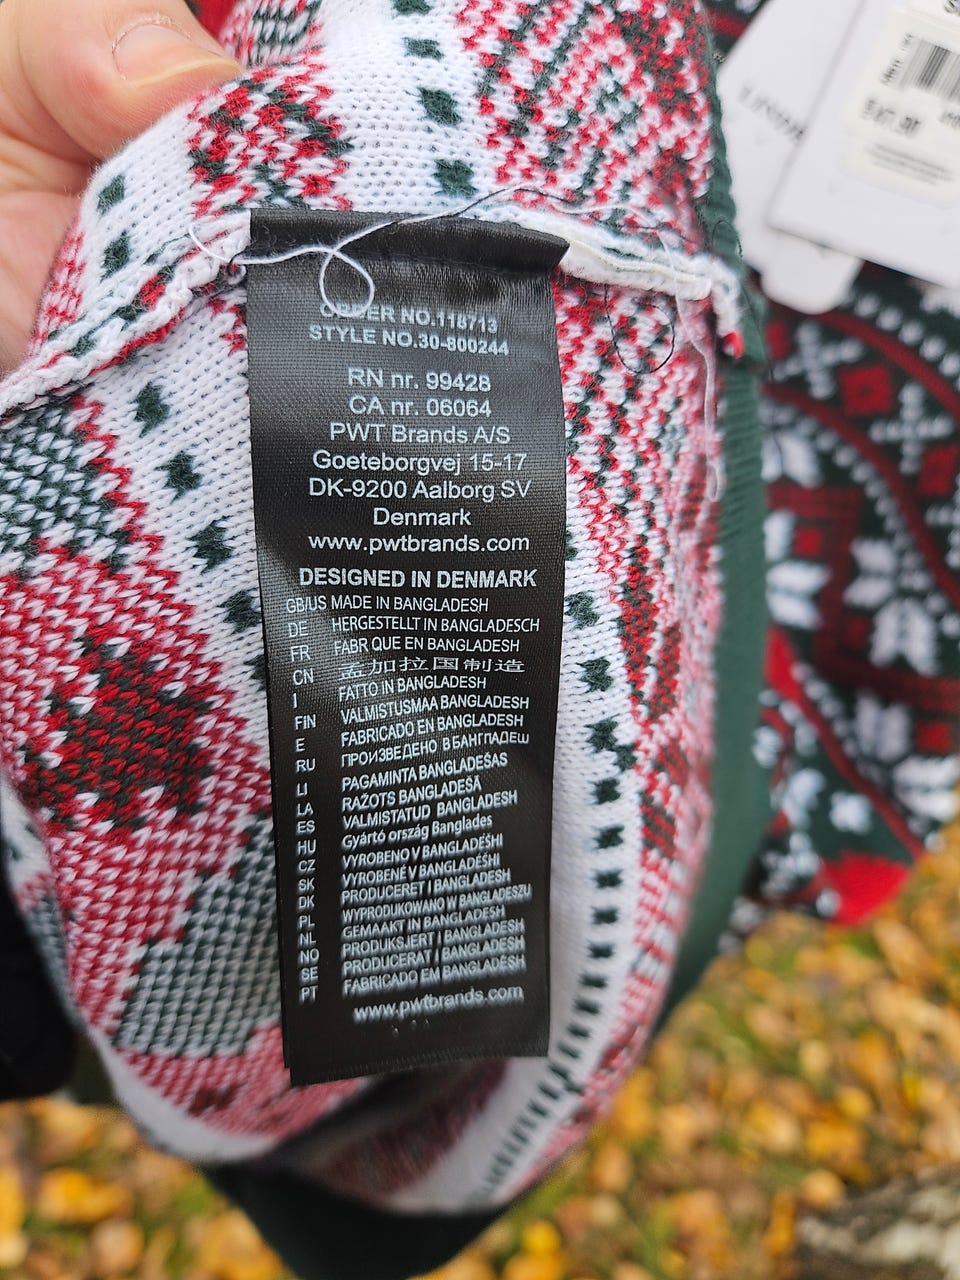 ORDER NO.118713
STYLE NO.30-800244
RN nr. 99428
CA nr. 06064
PWT Brands A/S
Goeteborgvej 15-17
DK-9200 Aalborg SV
Denmark
www.pwtbrands.com
DESIGNED IN DENMARK
GB/US MADE IN BANGLADESH
DE HERGESTELLT IN BANGLADESCH
FR FABR QUE EN BANGLADESH
CN 孟加拉国制造
I FATTO IN BANGLADESH
FIN VALMISTUSMAA BANGLADESH
E FABRICADO EN BANGLADESH
RU ПРОИЗВЕДЕНО В БАНГЛАДЕШ
LI PAGAMINTA BANGLADEŠAS
LA RAŽOTS BANGLADEŠĀ
ES VALMISTATUD BANGLADESH
HU Gyártó ország Banglades
CZ VYROBENO V BANGLADÉŠHI
SK VYROBENÉ V BANGLADÉŠHI
DK PRODUCERET I BANGLADESH
PL WYPRODUKOWANO W BANGLADESZU
NL GEMAAKT IN BANGLADESH
NO PRODUKSJERT I BANGLADESH
SE PRODUCERAT I BANGLADESH
PT FABRICADO EM BANGLADESH
www.pwtbrands.com